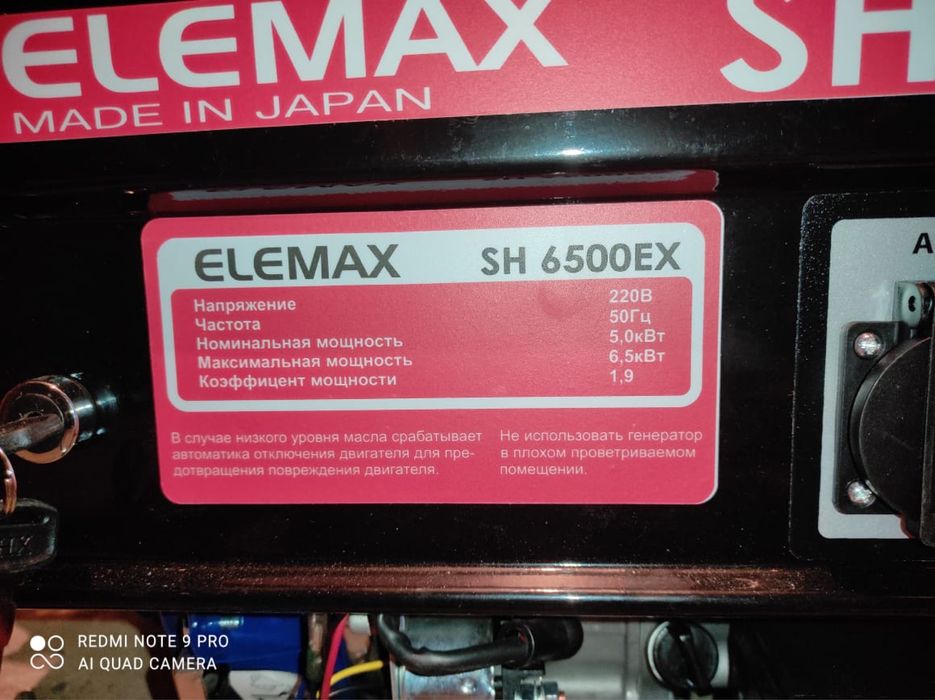 ELEMAX SH
MADE IN JAPAN
ELEMAX SH 6500EX
Напряжение 220В
Частота 50Гц
Номинальная мощность 5,0кВт
Максимальная мощность 6,5кВт
Коэффицент мощности 1,9
В случае низкого уровня масла срабатывает
автоматика отключения двигателя для пре-
дотвращения повреждения двигателя.
Не использовать генератор
в плохом проветриваемом
помещении.
A
REDMI NOTE 9 PRO
AI QUAD CAMERA